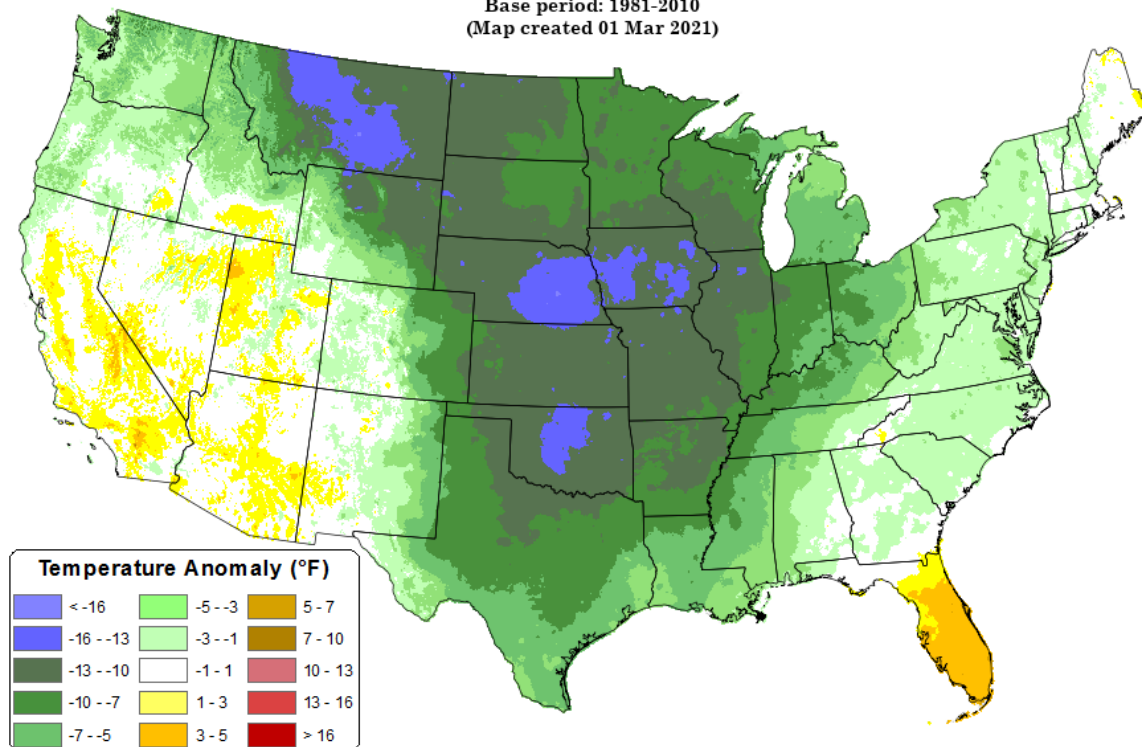 Base period: 1981-2010
(Map created 01 Mar 2021)
Temperature Anomaly (°F)
< -16
-5 - -3
5 - 7
-16 - -13
-3 - -1
7 - 10
-13 - -10
-1 - 1
10 - 13
-10 - -7
1 - 3
13 - 16
-7 - -5
3 - 5
> 16